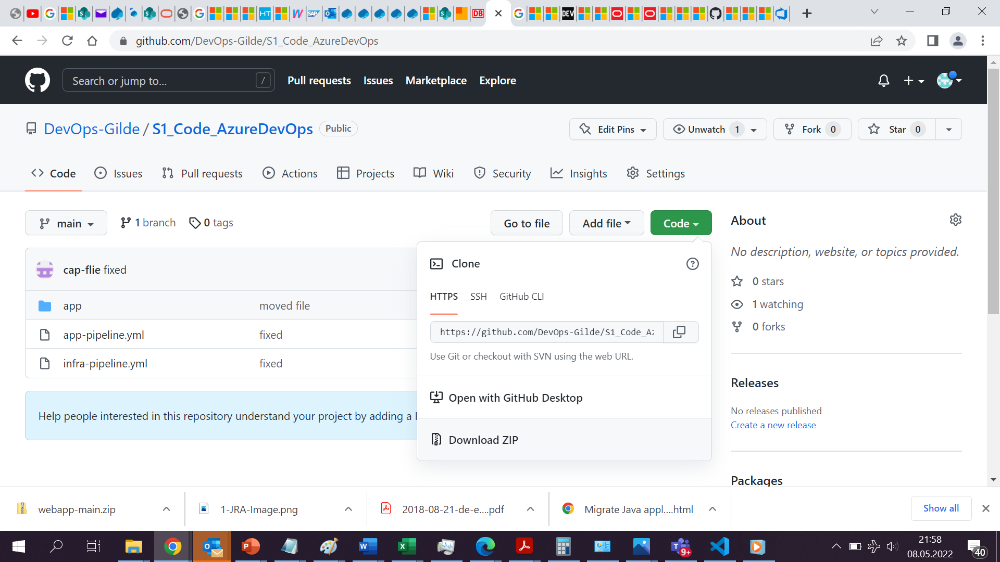 HT
W
SAP
DB
DEV
github.com/DevOps-Gilde/S1_Code_AzureDevOps
Search or jump to...
/
Pull requests
Issues
Marketplace
Explore
DevOps-Gilde / S1_Code_AzureDevOps
Public
Edit Pins
Unwatch 1
Fork 0
Star 0
Code
Issues
Pull requests
Actions
Projects
Wiki
Security
Insights
Settings
main
1 branch
0 tags
Go to file
Add file
Code
About
No description, website, or topics provided.
0 stars
1 watching
0 forks
cap-flie fixed
app
moved file
app-pipeline.yml
fixed
infra-pipeline.yml
fixed
Help people interested in this repository understand your project by adding a
Clone
HTTPS
SSH
GitHub CLI
https://github.com/DevOps-Gilde/S1_Code_Az
Use Git or checkout with SVN using the web URL.
Open with GitHub Desktop
Download ZIP
Releases
No releases published
Create a new release
Packages
webapp-main.zip
1-JRA-Image.png
2018-08-21-de-e....pdf
Migrate Java appl....html
Show all
9+
21:58
08.05.2022
40